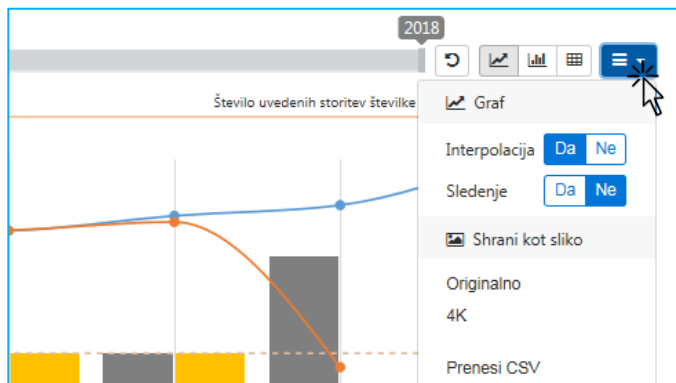 2018
Število uvedenih storitev številke
Graf
Interpolacija Da Ne
Sledenje Da Ne
Shrani kot sliko
Originalno
4K
Prenesi CSV